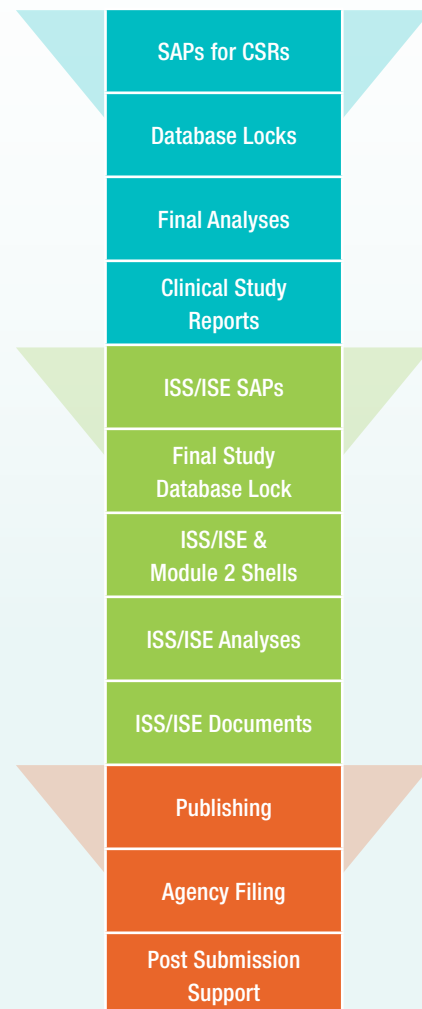 SAPs for CSRs
Database Locks
Final Analyses
Clinical Study
Reports
ISS/ISE SAPs
Final Study
Database Lock
ISS/ISE &
Module 2 Shells
ISS/ISE Analyses
ISS/ISE Documents
Publishing
Agency Filing
Post Submission
Support